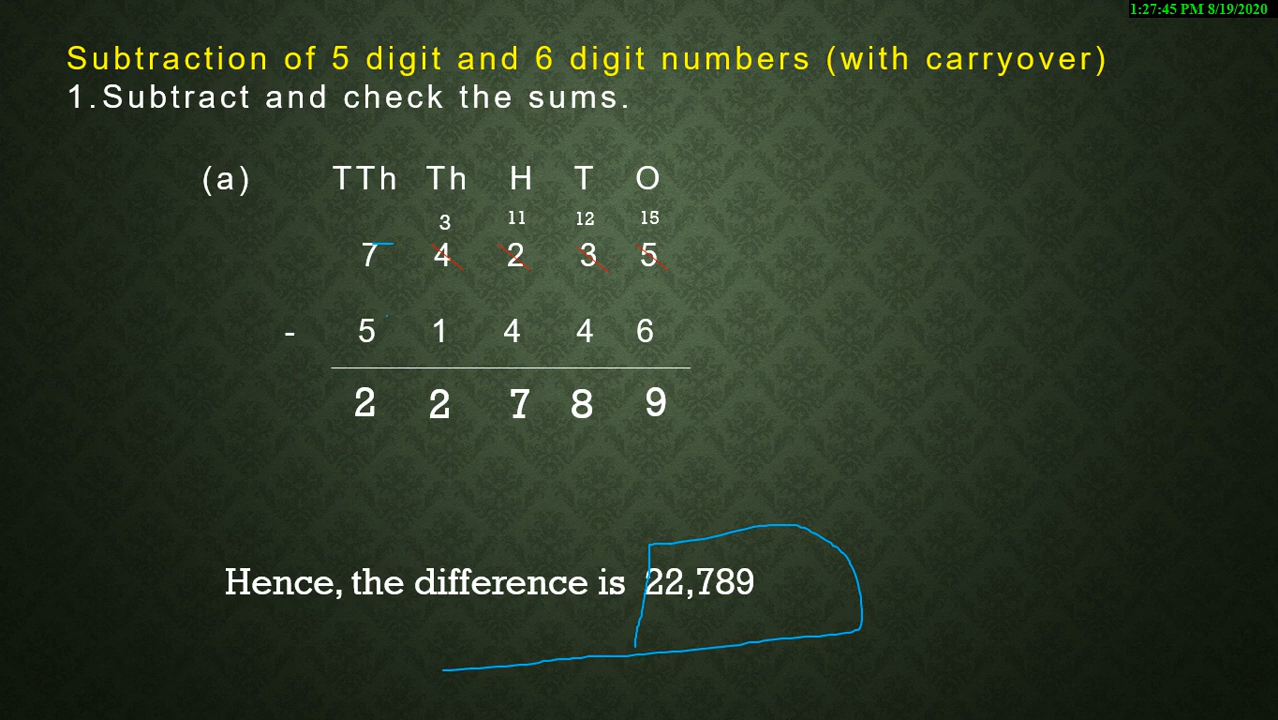 1:27:45 PM 8/19/2020
Subtraction of 5 digit and 6 digit numbers (with carryover)
1.Subtract and check the sums.
(a) TTh Th H T O
3 11 12 15
7 4 2 3 5
- 5 1 4 4 6
2 2 7 8 9
Hence, the difference is 22,789